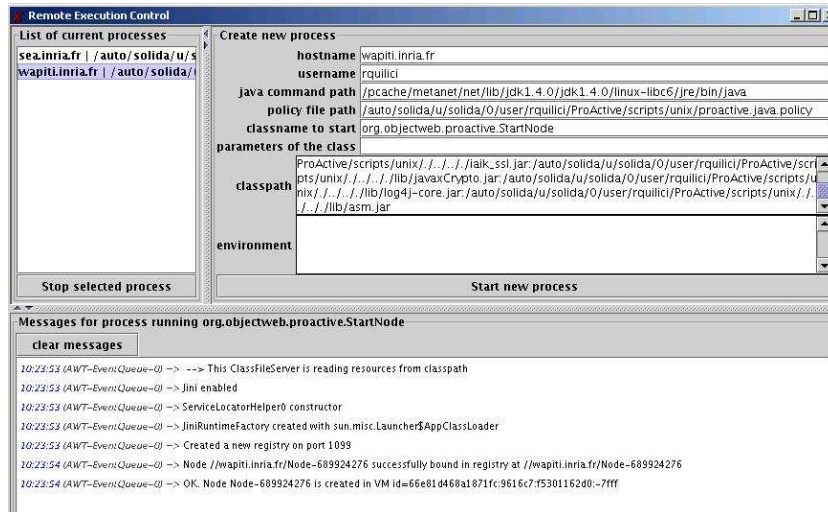 Remote Execution Control
List of current processes
sea.inria.fr | /auto/solida/u/s
wapiti.inria.fr | /auto/solida/
Stop selected process
Create new process
hostname wapiti.inria.fr
username rquilici
java command path /pcache/metanet/net/lib/jdk1.4.0/jdk1.4.0/linux-libc6/jre/bin/java
policy file path /auto/solida/u/solida/0/user/rquilici/ProActive/scripts/unix/proactive.java.policy
classname to start org.objectweb.proactive.StartNode
parameters of the class
classpath
ProActive/scripts/unix/./../../iaik_ssl.jar:/auto/solida/u/solida/0/user/rquilici/ProActive/scri
pts/unix/./../.././lib/javaxCrypto.jar:/auto/solida/u/solida/0/user/rquilici/ProActive/scripts/u
nix/./../.././lib/log4j-core.jar:/auto/solida/u/solida/0/user/rquilici/ProActive/scripts/unix/./.
./.././lib/asm.jar
environment
Start new process
Messages for process running org.objectweb.proactive.StartNode
clear messages
10:23:53 (AWT-EventQueue-0) -> --> This ClassFileServer is reading resources from classpath
10:23:53 (AWT-EventQueue-0) -> Jini enabled
10:23:53 (AWT-EventQueue-0) -> ServiceLocatorHelper0 constructor
10:23:53 (AWT-EventQueue-0) -> JiniRuntimeFactory created with sun.misc.Launcher$AppClassLoader
10:23:53 (AWT-EventQueue-0) -> Created a new registry on port 1099
10:23:54 (AWT-EventQueue-0) -> Node //wapiti.inria.fr/Node-689924276 successfully bound in registry at //wapiti.inria.fr/Node-689924276
10:23:54 (AWT-EventQueue-0) -> OK. Node Node-689924276 is created in VM id=66e81d468a1871fc:9616c7:f5301162d0:-7fff